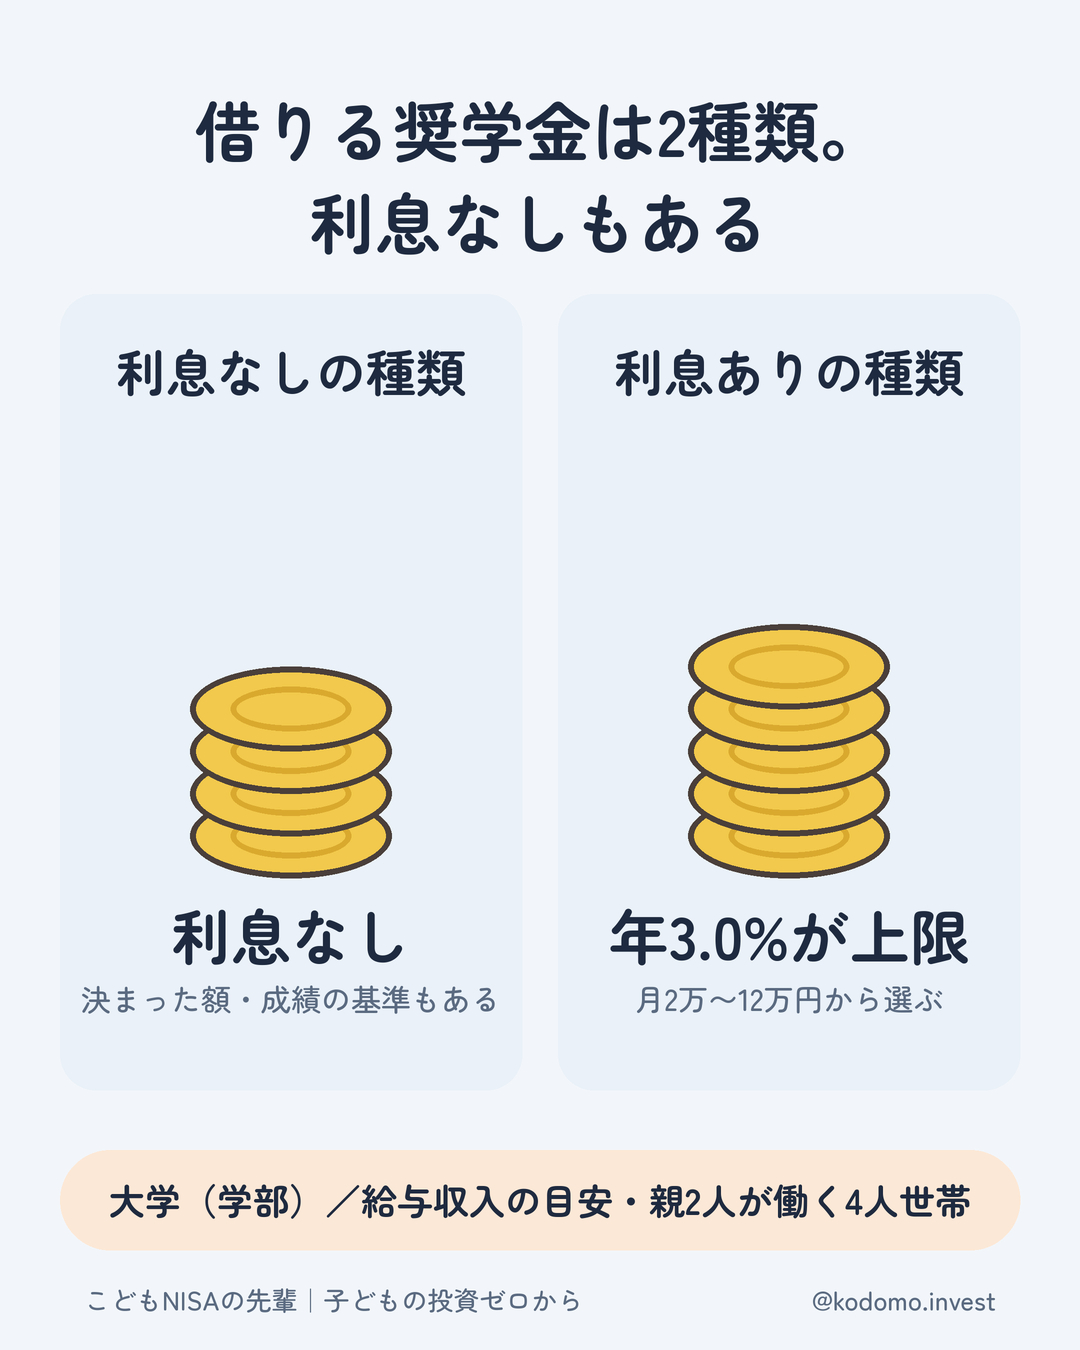 借りる奨学金は2種類。
利息なしもある
利息なしの種類
利息なし
決まった額・成績の基準もある
利息ありの種類
年3.0%が上限
月2万〜12万円から選ぶ
大学（学部）／給与収入の目安・親2人が働く4人世帯
こどもNISAの先輩｜子どもの投資ゼロから
@kodomo.invest